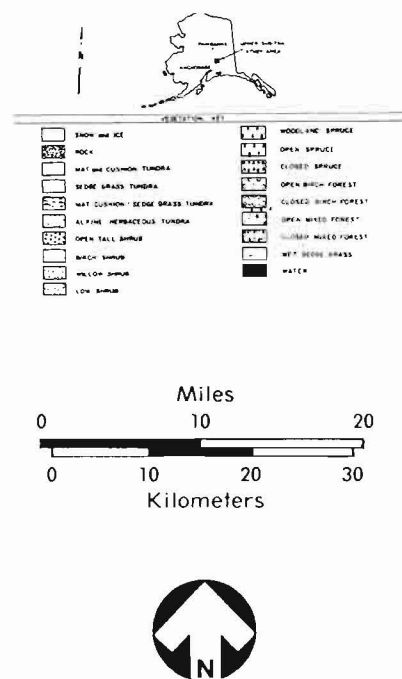 FAIRBANKS
UPPER SUSITNA
STUDY AREA
ANCHORAGE
VEGETATION KEY
SNOW and ICE
ROCK
MAT and CUSHION TUNDRA
SEDGE GRASS TUNDRA
MAT CUSHION/SEDGE GRASS TUNDRA
ALPINE HERBACEOUS TUNDRA
OPEN TALL SHRUB
BIRCH SHRUB
WILLOW SHRUB
LOW SHRUB
WOODLAND SPRUCE
OPEN SPRUCE
CLOSED SPRUCE
OPEN BIRCH FOREST
CLOSED BIRCH FOREST
OPEN MIXED FOREST
CLOSED MIXED FOREST
WET SEDGE GRASS
WATER
Miles
0 10 20
0 10 20 30
Kilometers
N